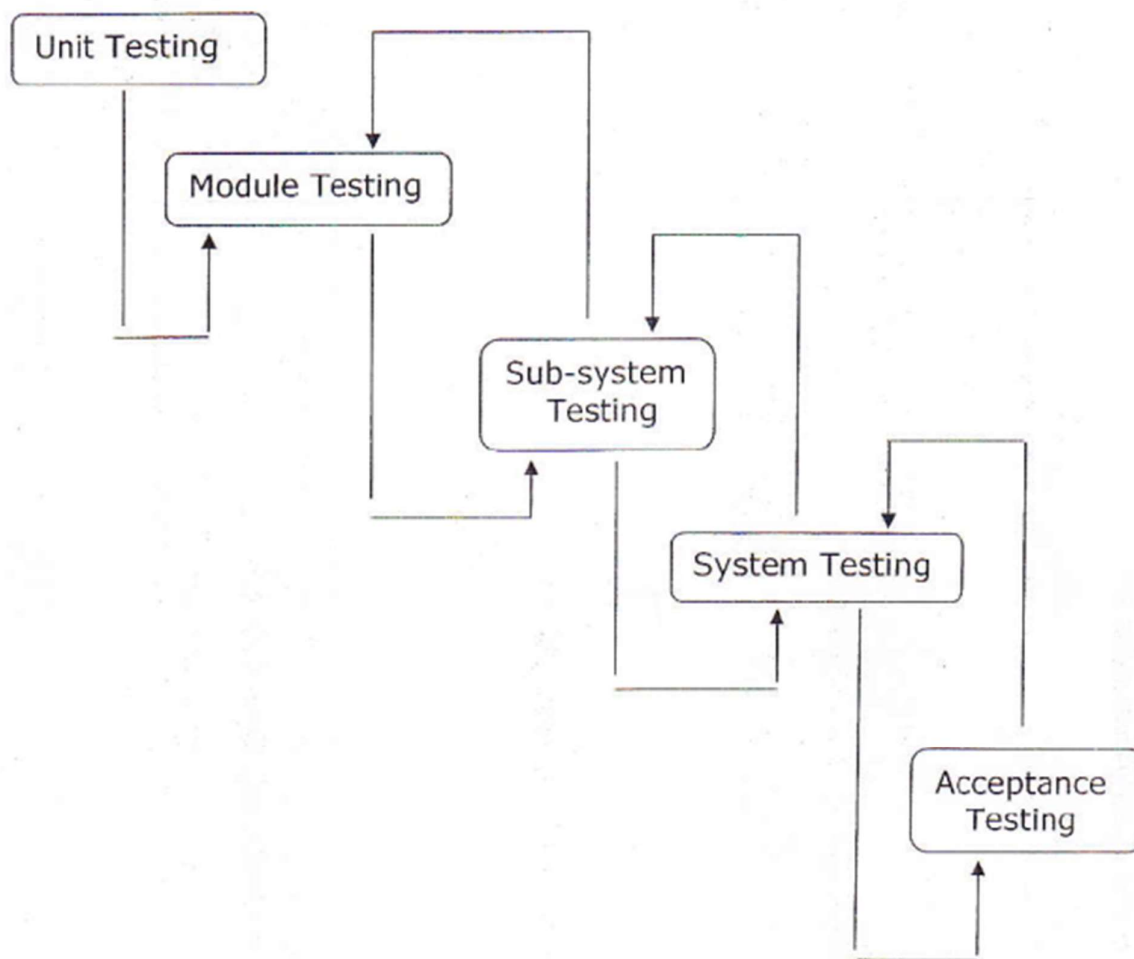 Unit Testing
Module Testing
Sub-system
Testing
System Testing
Acceptance
Testing